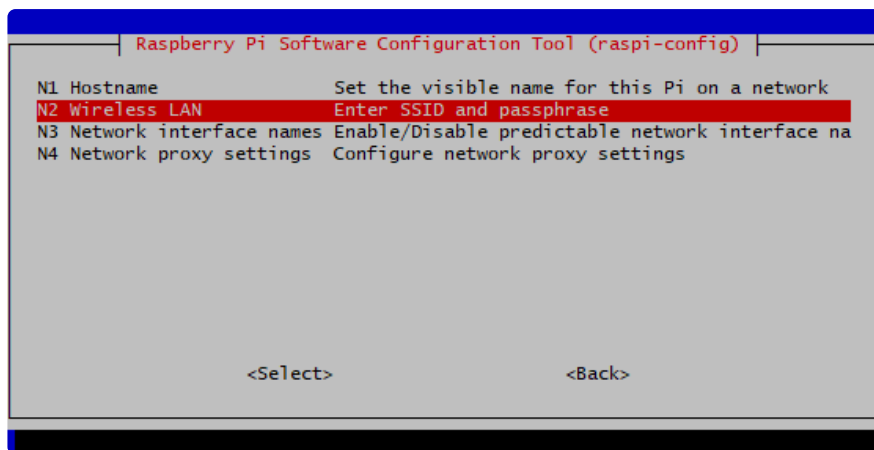 Raspberry Pi Software Configuration Tool (raspi-config)
N1 Hostname Set the visible name for this Pi on a network
N2 Wireless LAN Enter SSID and passphrase
N3 Network interface names Enable/Disable predictable network interface na
N4 Network proxy settings Configure network proxy settings
<Select> <Back>